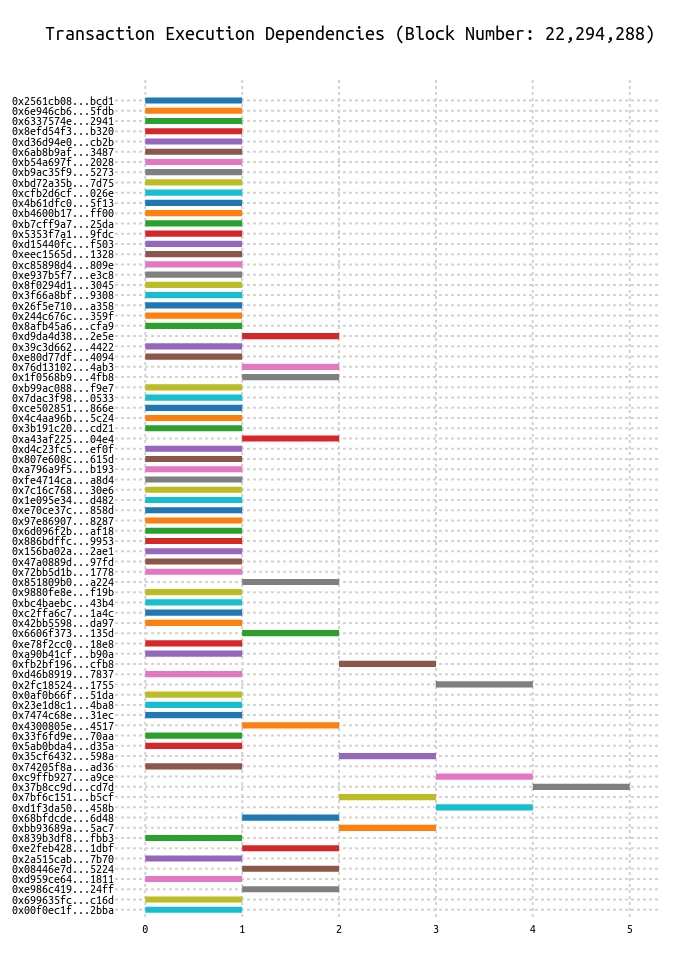 Transaction Execution Dependencies (Block Number: 22,294,288)
0x2561cb08...bcd1
0x6e946cb6...5fdb
0x6337574e...2941
0x8efd54f3...b320
0xd36d94e0...cb2b
0x6ab8b9af...3487
0xb54a697f...2028
0xb9ac35f9...5273
0xbd72a35b...7d75
0xcfb2d6cf...026e
0x4b61dfc0...5f13
0xb4600b17...ff00
0xb7cff9a7...25da
0x5353f7a1...9fdc
0xd15440fc...f503
0xeec1565d...1328
0xc85898d4...809e
0xe937b5f7...e3c8
0x8f0294d1...3045
0x3f66a8bf...9308
0x26f5e710...a358
0x244c676c...359f
0x8afb45a6...cfa9
0xd9da4d38...2e5e
0x39c3d662...4422
0xe80d77df...4094
0x76d13102...4ab3
0x1f0568b9...4fb8
0xb99ac088...f9e7
0x7dac3f98...0533
0xce502851...866e
0x4c4aa96b...5c24
0x3b191c20...cd21
0xa43af225...04e4
0xd4c23fc5...ef0f
0x807e608c...615d
0xa796a9f5...b193
0xfe4714ca...a8d4
0x7c16c768...30e6
0x1e095e34...d482
0xe70ce37c...858d
0x97e86907...8287
0x6d096f2b...af18
0x886bdffc...9953
0x156ba02a...2ae1
0x47a0889d...97fd
0x72bb5d1b...1778
0x851809b0...a224
0x9880fe8e...f19b
0xbc4baebc...43b4
0xc2ffa6c7...1a4c
0x42bb5598...da97
0x6606f373...135d
0xe78f2cc0...18e8
0xa90b41cf...b90a
0xfb2bf196...cfb8
0xd46b8919...7837
0x2fc18524...1755
0x0af0b66f...51da
0x23e1d8c1...4ba8
0x7474c68e...31ec
0x4300805e...4517
0x33f6fd9e...70aa
0x5ab0bda4...d35a
0x35cf6432...598a
0x74205f8a...ad36
0xc9ffb927...a9ce
0x37b8cc9d...cd7d
0x7bf6c151...b5cf
0xd1f3da50...458b
0x68bfdcde...6d48
0xbb93689a...5ac7
0x839b3df8...fbb3
0xe2feb428...1dbf
0x2a515cab...7b70
0x08446e7d...5224
0xd959ce64...1811
0xe986c419...24ff
0x699635fc...c16d
0x00f0ec1f...2bba
0 1 2 3 4 5